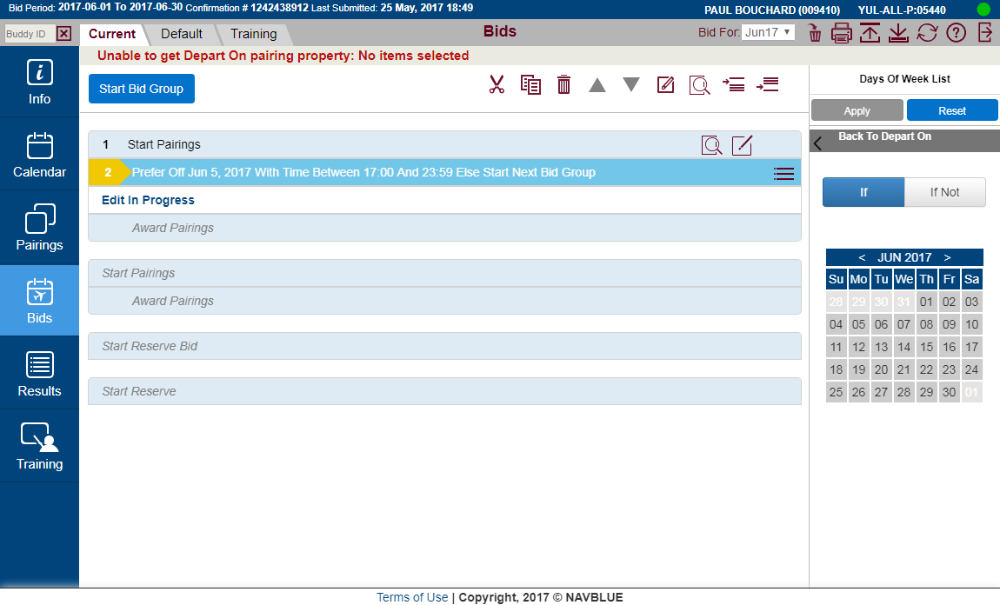 Bid Period: 2017-06-01 To 2017-06-30 Confirmation # 1242438912 Last Submitted: 25 May, 2017 18:49 PAUL BOUCHARD (009410) YUL-ALL-P:05440
Buddy ID Current Default Training Bids Bid For: Jun17
Unable to get Depart On pairing property: No items selected
Info
Calendar
Pairings
Bids
Results
Training
Start Bid Group
1 Start Pairings
2 Prefer Off Jun 5, 2017 With Time Between 17:00 And 23:59 Else Start Next Bid Group
Edit In Progress
Award Pairings
Start Pairings
Award Pairings
Start Reserve Bid
Start Reserve
Days Of Week List
Apply Reset
Back To Depart On
If If Not
< JUN 2017 >
Su Mo Tu We Th Fr Sa
28 29 30 31 01 02 03
04 05 06 07 08 09 10
11 12 13 14 15 16 17
18 19 20 21 22 23 24
25 26 27 28 29 30 01
Terms of Use | Copyright, 2017 © NAVBLUE